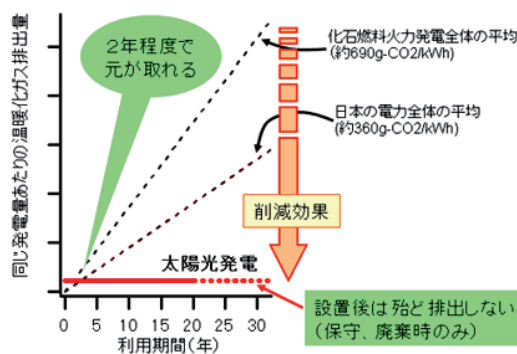 同じ発電量あたりの温暖化ガス排出量
2年程度で
元が取れる
化石燃料火力発電全体の平均
(約690g-CO2/kWh)
日本の電力全体の平均
(約360g-CO2/kWh)
削減効果
太陽光発電
設置後は殆ど排出しない
(保守、廃棄時のみ)
0 5 10 15 20 25 30
利用期間(年)